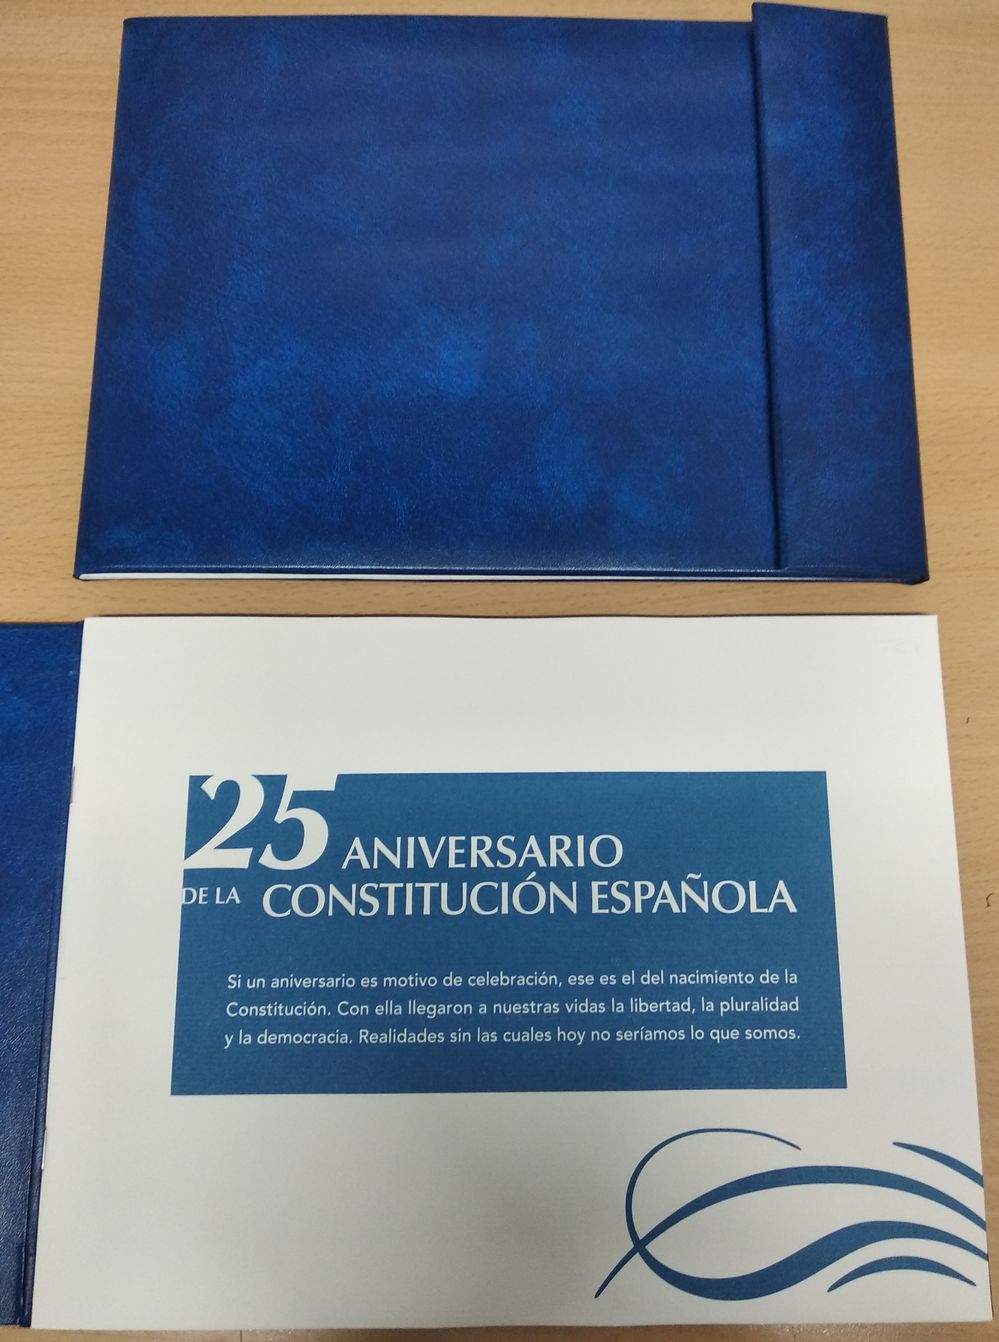 25 ANIVERSARIO
DE LA CONSTITUCIÓN ESPAÑOLA
Si un aniversario es motivo de celebración, ese es el del nacimiento de la
Constitución. Con ella llegaron a nuestras vidas la libertad, la pluralidad
y la democracia. Realidades sin las cuales hoy no seríamos lo que somos.